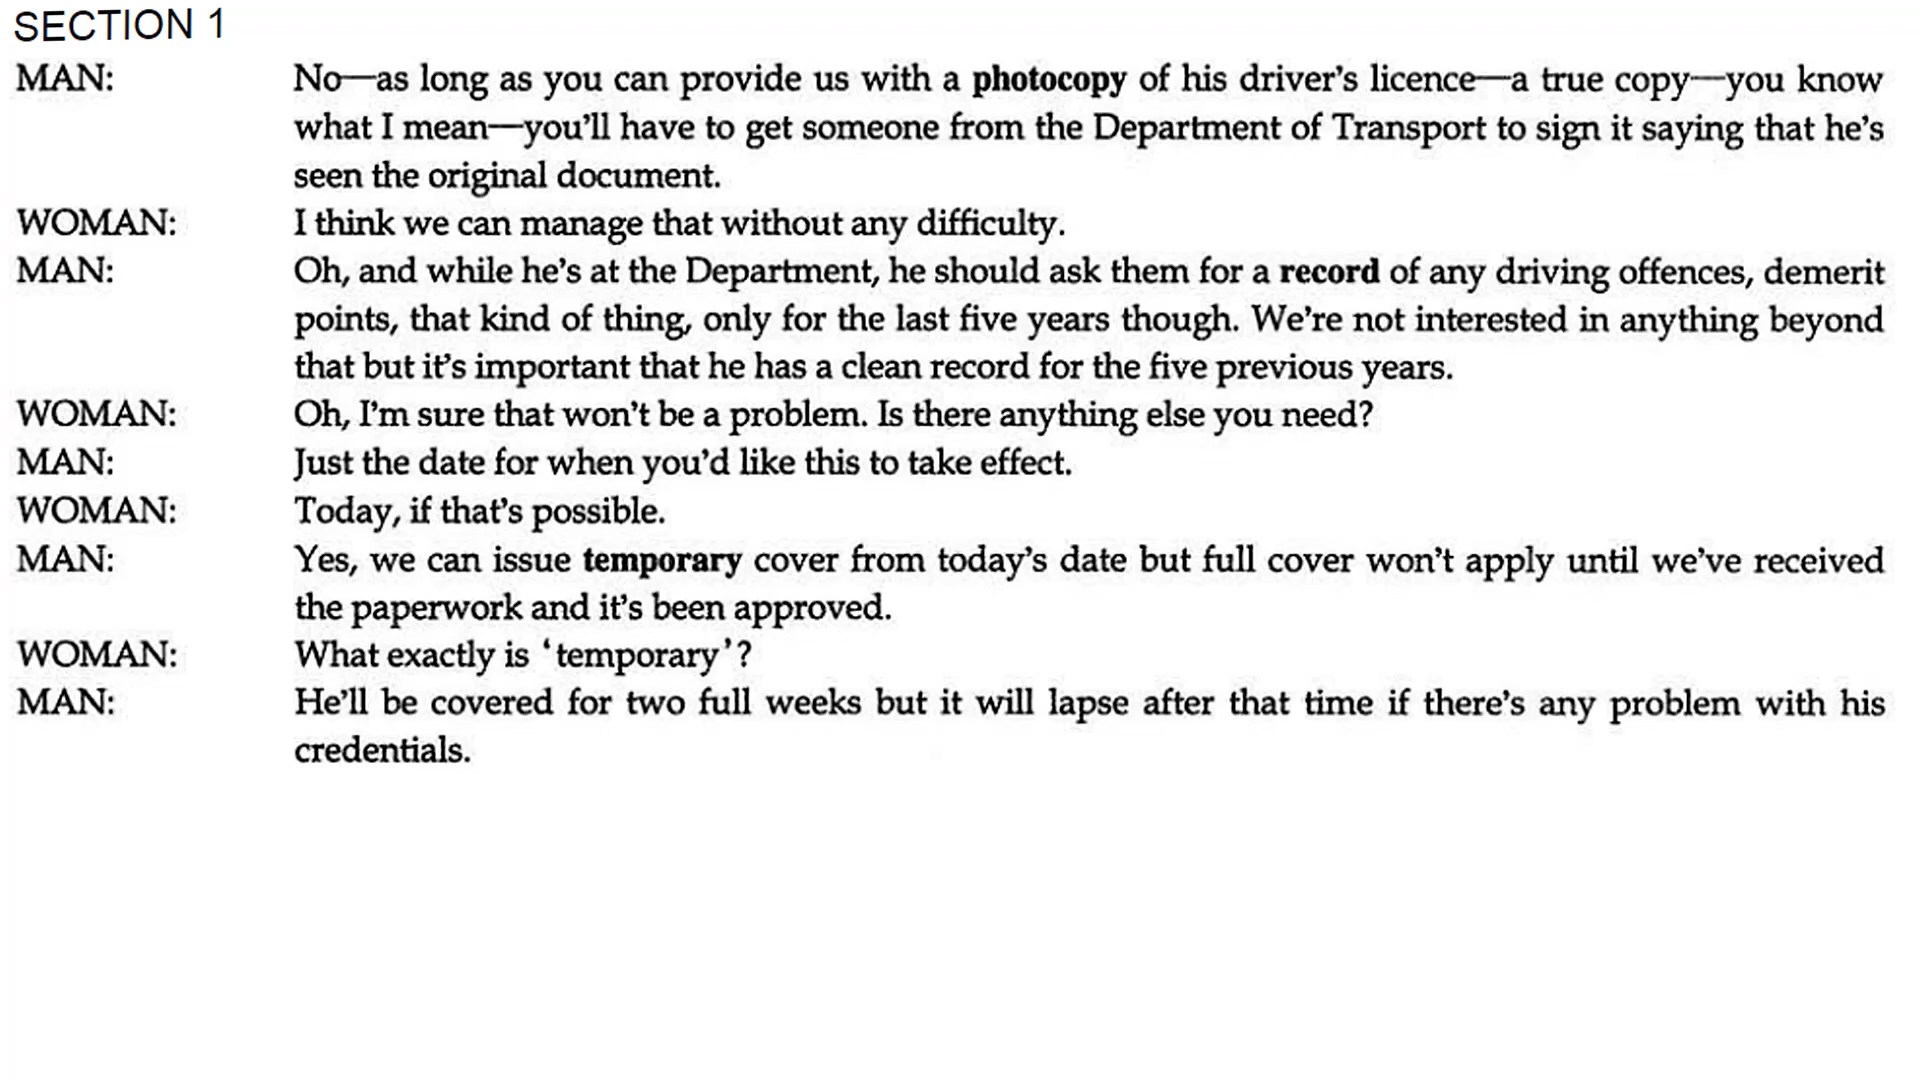 SECTION 1
MAN: No—as long as you can provide us with a photocopy of his driver's licence—a true copy—you know
what I mean—you'll have to get someone from the Department of Transport to sign it saying that he's
seen the original document.
WOMAN: I think we can manage that without any difficulty.
MAN: Oh, and while he's at the Department, he should ask them for a record of any driving offences, demerit
points, that kind of thing, only for the last five years though. We're not interested in anything beyond
that but it's important that he has a clean record for the five previous years.
WOMAN: Oh, I'm sure that won't be a problem. Is there anything else you need?
MAN: Just the date for when you'd like this to take effect.
WOMAN: Today, if that's possible.
MAN: Yes, we can issue temporary cover from today's date but full cover won't apply until we've received
the paperwork and it's been approved.
WOMAN: What exactly is 'temporary'?
MAN: He'll be covered for two full weeks but it will lapse after that time if there's any problem with his
credentials.